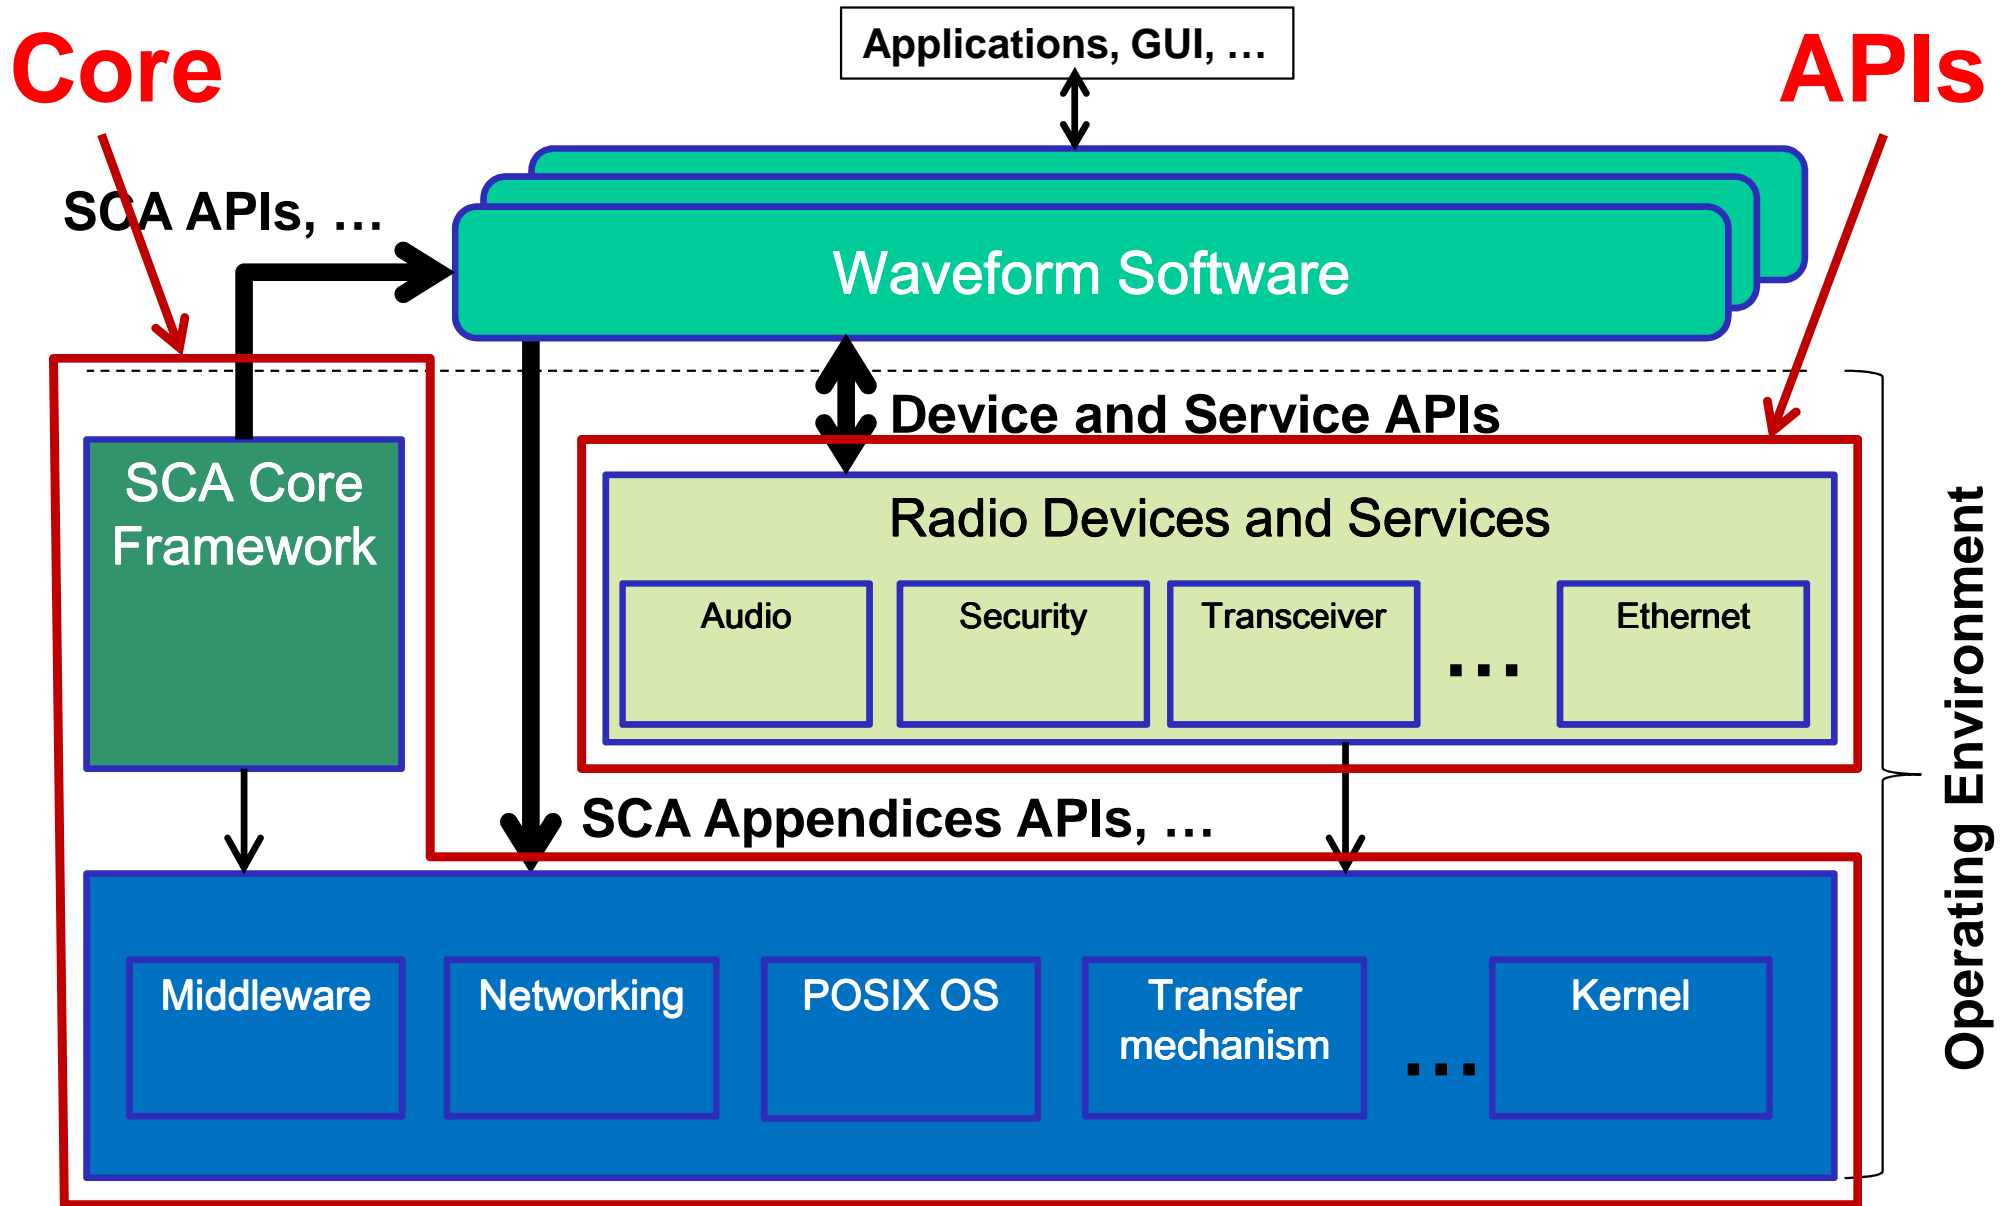 Applications, GUI, …
Core
APIs
SCA APIs, …
Waveform Software
Device and Service APIs
SCA Core
Framework
Radio Devices and Services
Audio
Security
Transceiver
...
Ethernet
Operating Environment
SCA Appendices APIs, …
Middleware
Networking
POSIX OS
Transfer
mechanism
...
Kernel